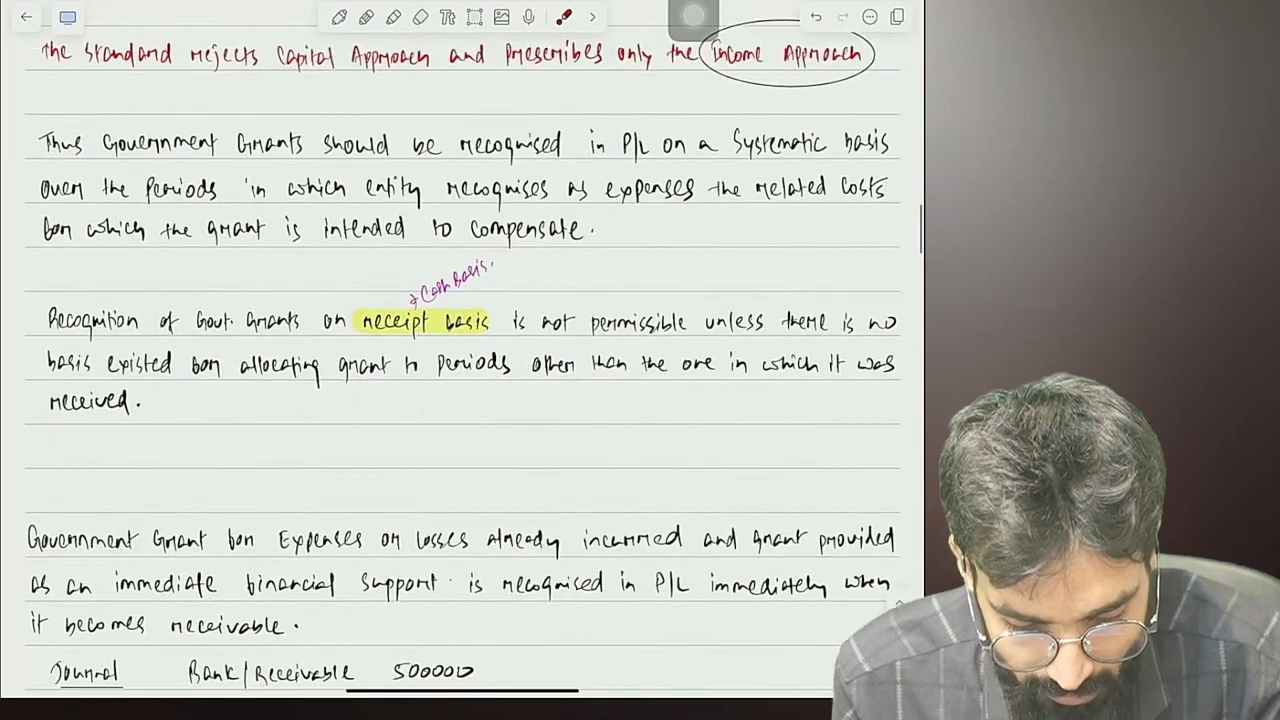 the Standard rejects Capital Approach and Prescribes only the Income Approach
Thus Government Grants should be recognised in P/L on a Systematic basis
over the Periods in which entity recognises as expenses the related costs
for which the grant is intended to compensate.
Cash Basis.
Recognition of Govt. Grants on receipt basis is not permissible unless there is no
basis existed for allocating grant to periods other than the one in which it was
received.
Government Grant for Expenses or losses Already incurred and grant provided
as an immediate financial Support is recognised in P/L immediately when
it becomes receivable.
Journal Bank/Receivable 500000